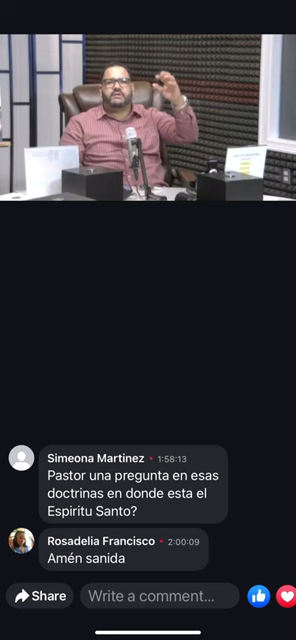 Simeona Martinez • 1:58:13
Pastor una pregunta en esas
doctrinas en donde esta el
Espiritu Santo?
Rosadelia Francisco • 2:00:09
Amén sanida
Share
Write a comment...